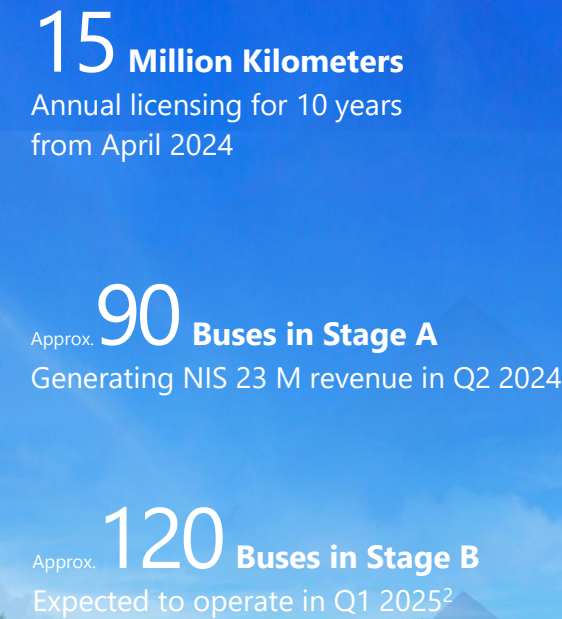 15 Million Kilometers
Annual licensing for 10 years
from April 2024
Approx. 90 Buses in Stage A
Generating NIS 23 M revenue in Q2 2024
Approx. 120 Buses in Stage B
Expected to operate in Q1 2025²